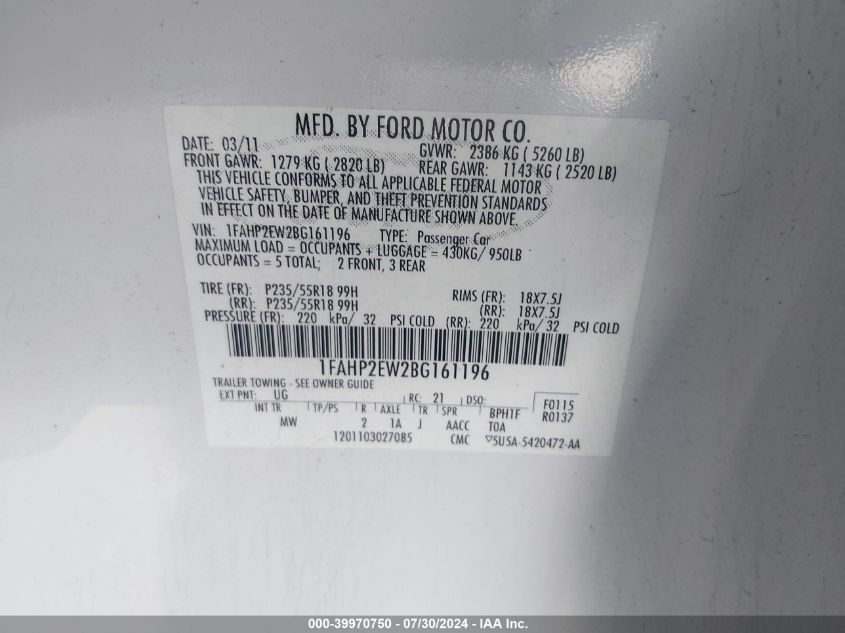 MFD. BY FORD MOTOR CO.
DATE: 03/11 GVWR: 2386 KG ( 5260 LB)
FRONT GAWR: 1279 KG ( 2820 LB) REAR GAWR: 1143 KG ( 2520 LB)
THIS VEHICLE CONFORMS TO ALL APPLICABLE FEDERAL MOTOR
VEHICLE SAFETY, BUMPER, AND THEFT PREVENTION STANDARDS
IN EFFECT ON THE DATE OF MANUFACTURE SHOWN ABOVE.
VIN: 1FAHP2EW2BG161196 TYPE: Passenger Car
MAXIMUM LOAD = OCCUPANTS + LUGGAGE = 430KG/ 950LB
OCCUPANTS = 5 TOTAL; 2 FRONT, 3 REAR
TIRE (FR): P235/55R18 99H RIMS (FR): 18X7.5J
(RR): P235/55R18 99H (RR): 18X7.5J
PRESSURE (FR): 220 kPa/ 32 PSI COLD (RR): 220 kPa/ 32 PSI COLD
1FAHP2EW2BG161196
TRAILER TOWING - SEE OWNER GUIDE
EXT PNT: UG RC: 21 DSO: F0115
INT TR TP/PS R AXLE TR SPR BPH1F R0137
MW 2 1A J AACC TOA
1201103027085 CMC ▽5U5A-5420472-AA
000-39970750 - 07/30/2024 - IAA Inc.